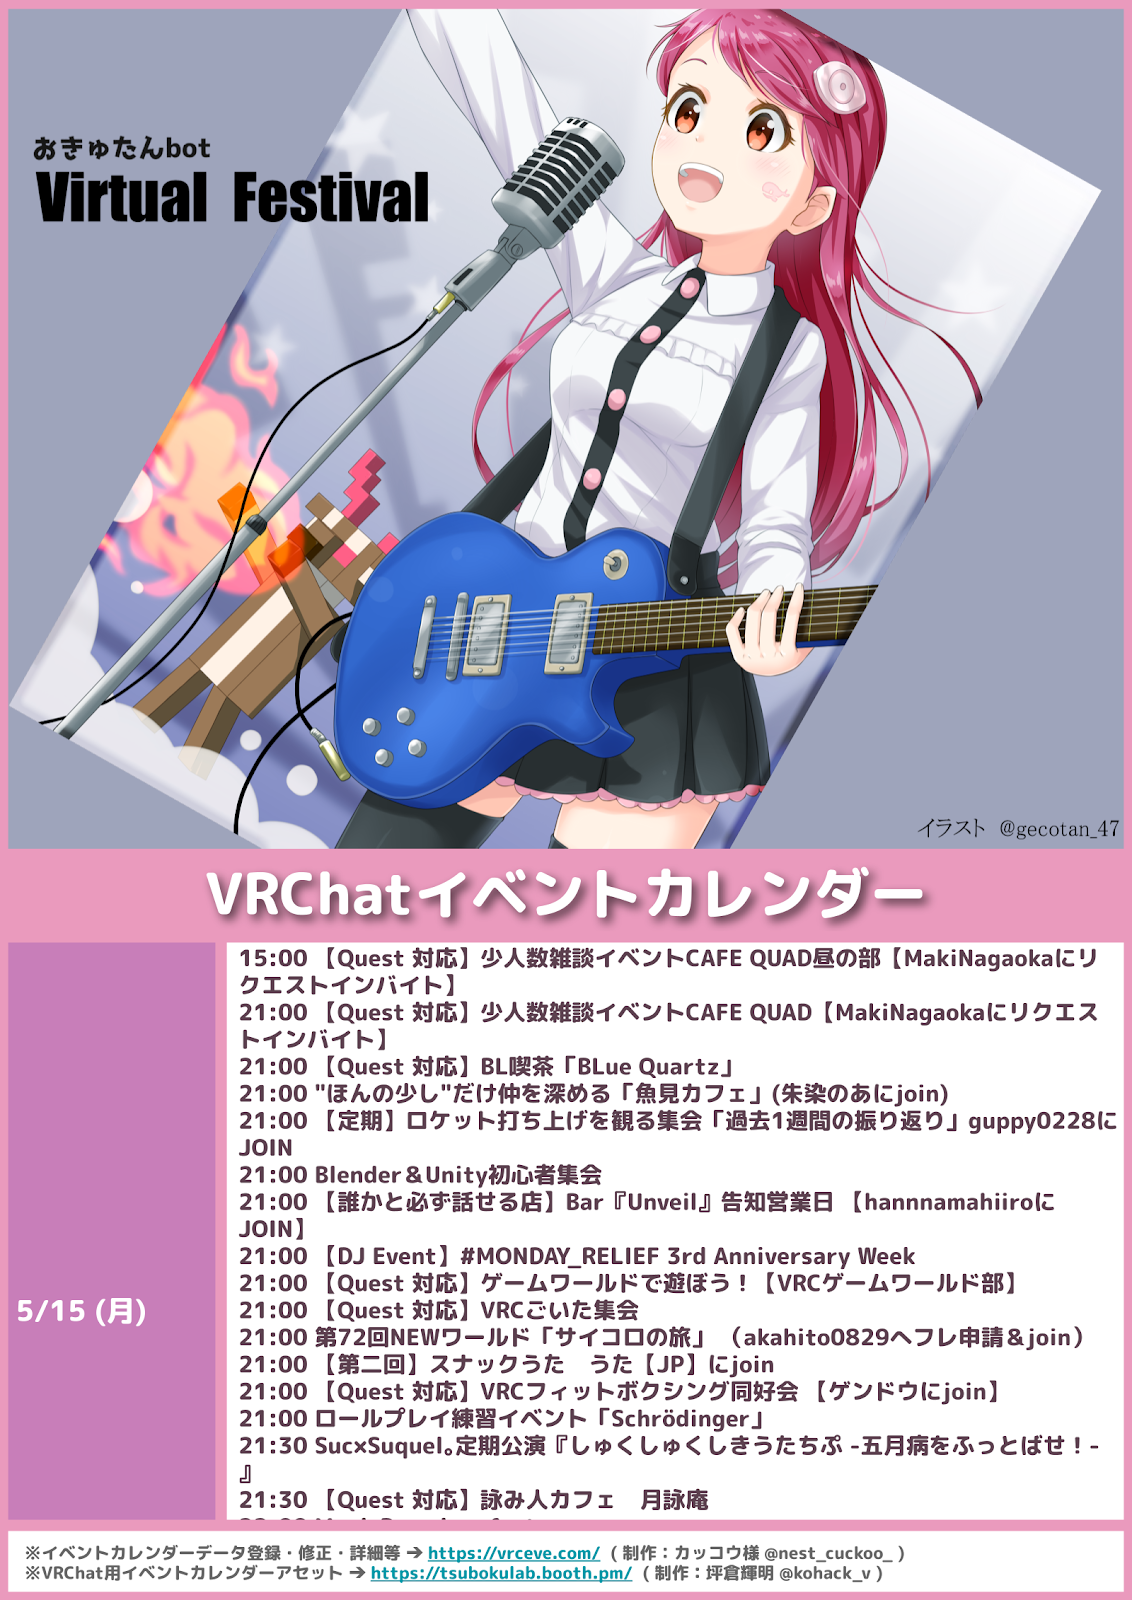 おきゅたんbot
Virtual Festival
イラスト @gecotan_47
VRChatイベントカレンダー
5/15 (月)
15:00 【Quest 対応】少人数雑談イベントCAFE QUAD昼の部【MakiNagaokaにリ
クエストインバイト】
21:00 【Quest 対応】少人数雑談イベントCAFE QUAD【MakiNagaokaにリクエス
トインバイト】
21:00 【Quest 対応】BL喫茶「BLue Quartz」
21:00 "ほんの少し"だけ仲を深める「魚見カフェ」(朱染のあにjoin)
21:00 【定期】ロケット打ち上げを観る集会「過去1週間の振り返り」guppy0228に
JOIN
21:00 Blender＆Unity初心者集会
21:00 【誰かと必ず話せる店】Bar『Unveil』告知営業日 【hannnamahiiroに
JOIN】
21:00 【DJ Event】#MONDAY_RELIEF 3rd Anniversary Week
21:00 【Quest 対応】ゲームワールドで遊ぼう！【VRCゲームワールド部】
21:00 【Quest 対応】VRCごいた集会
21:00 第72回NEWワールド「サイコロの旅」 （akahito0829へフレ申請＆join）
21:00 【第二回】スナックうた　うた【JP】にjoin
21:00 【Quest 対応】VRCフィットボクシング同好会 【ゲンドウにjoin】
21:00 ロールプレイ練習イベント「Schrödinger」
21:30 Suc×Suquel｡定期公演『しゅくしゅくしきうたちぷ -五月病をふっとばせ！-
』
21:30 【Quest 対応】詠み人カフェ　月詠庵
※イベントカレンダーデータ登録・修正・詳細等 ➔ https://vrceve.com/ ( 制作：カッコウ様 @nest_cuckoo_ )
※VRChat用イベントカレンダーアセット ➔ https://tsubokulab.booth.pm/ ( 制作：坪倉輝明 @kohack_v )